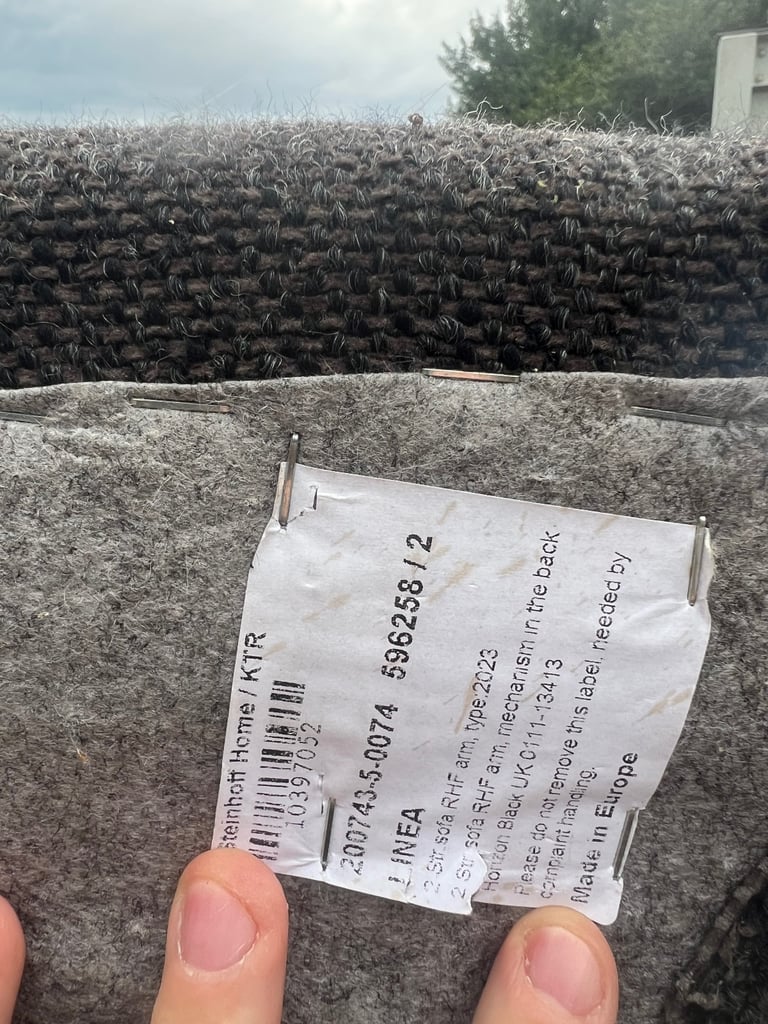 Steinhoff Home / KTR
10397052
200743-5-0074 596258 / 2
LINEA
2 Str. sofa RHF arm, type:2023
2 Str. sofa RHF arm, mechanism in the back
Horizon Black UK 0111-13413
Please do not remove this label, needed by
complaint handling.
Made in Europe